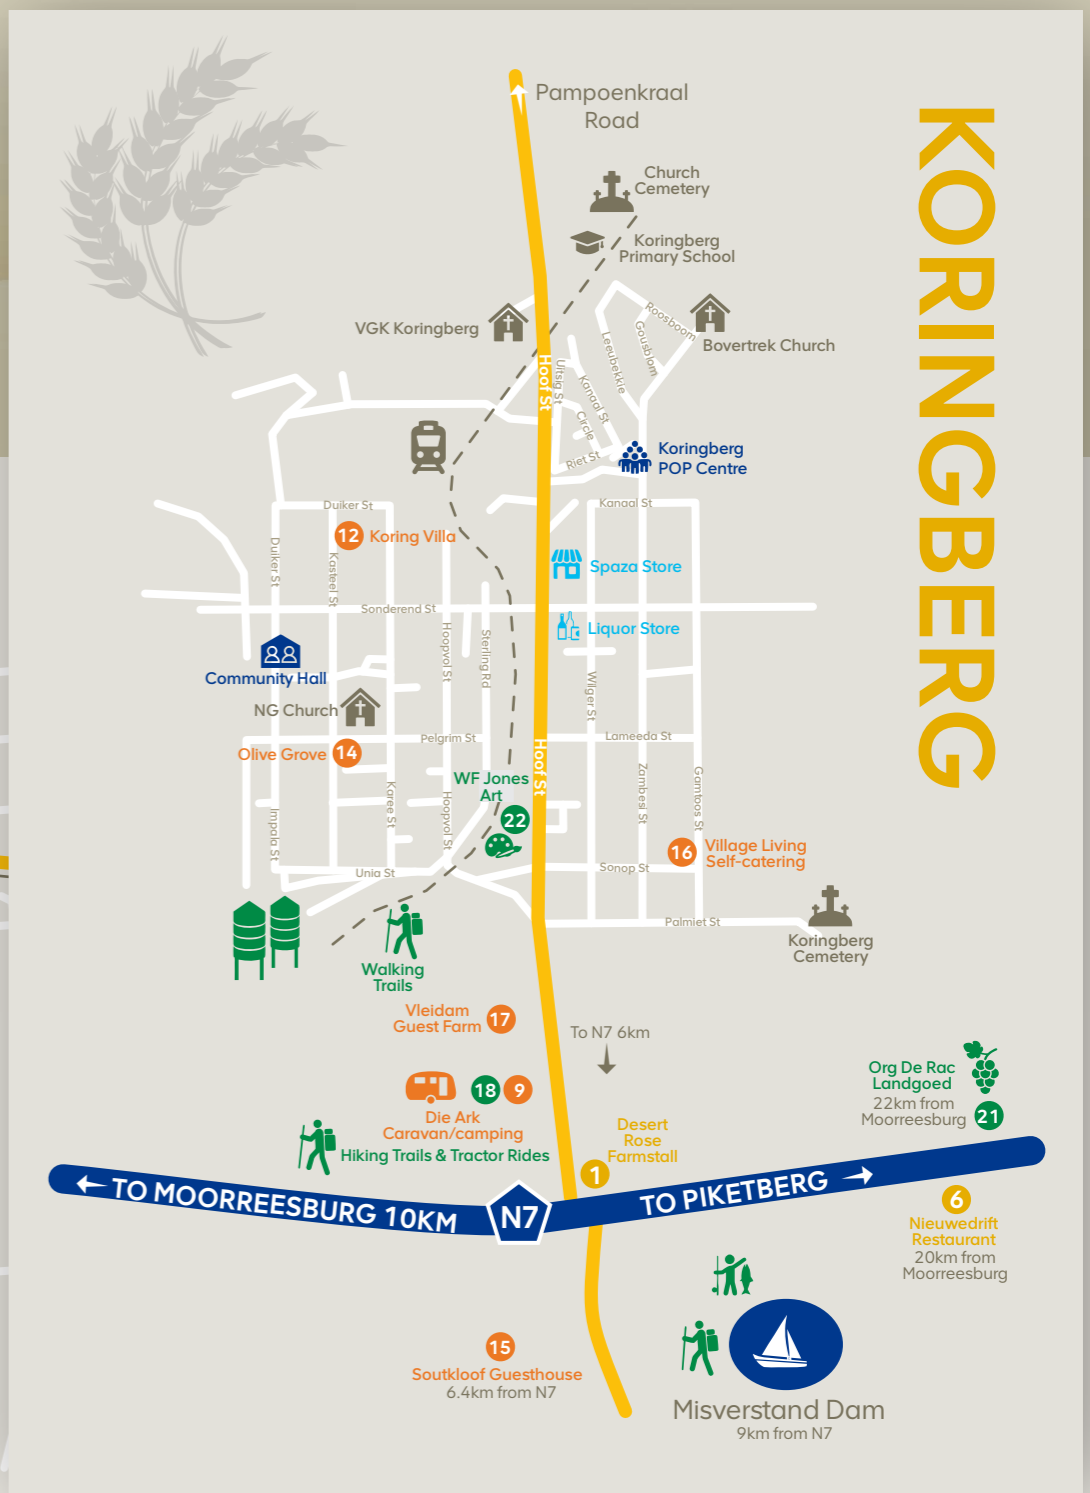 KORINGBERG
Pampoenkraal
Road
Church
Cemetery
Koringberg
Primary School
VGK Koringberg
Roosboom
Gousblom
Leeubekkie
Bovertrek Church
Hoof St
Uitsig St
Kanaal St
Circle
Riet St
Koringberg
POP Centre
Duiker St
Kanaal St
12 Koring Villa
Duiker St
Kasteel St
Spaza Store
Sonderend St
Liquor Store
Hoopvol St
Sterling Rd
Community Hall
NG Church
Wilger St
Pelgrim St
Lameeda St
Olive Grove 14
Hoof St
WF Jones
Art
22
Zambesi St
Gamtoos St
Impala St
Karee St
Hoopvol St
16 Village Living
Self-catering
Unia St
Sonop St
Palmiet St
Koringberg
Cemetery
Walking
Trails
Vleidam
Guest Farm 17
To N7 6km
Org De Rac
Landgoed
22km from
Moorreesburg 21
18 9
Die Ark
Caravan/camping
Hiking Trails & Tractor Rides
Desert
Rose
Farmstall
1
TO MOORREESBURG 10KM
N7
TO PIKETBERG
6
Nieuwedrift
Restaurant
20km from
Moorreesburg
15
Soutkloof Guesthouse
6.4km from N7
Misverstand Dam
9km from N7